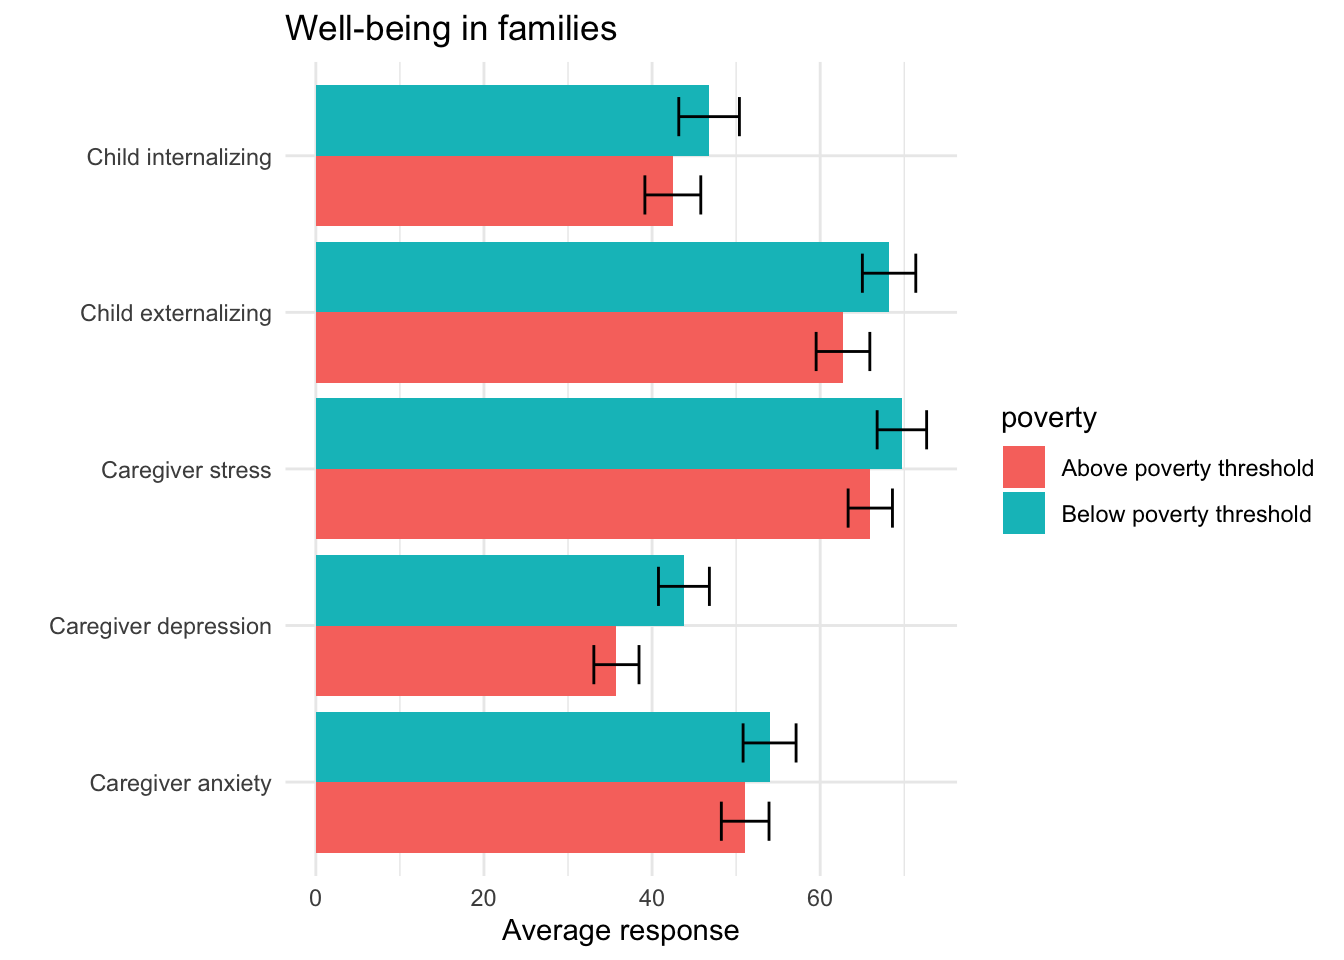 Well-being in families
Child internalizing
Child externalizing
Caregiver stress
Caregiver depression
Caregiver anxiety
0 20 40 60
Average response
poverty
Above poverty threshold
Below poverty threshold